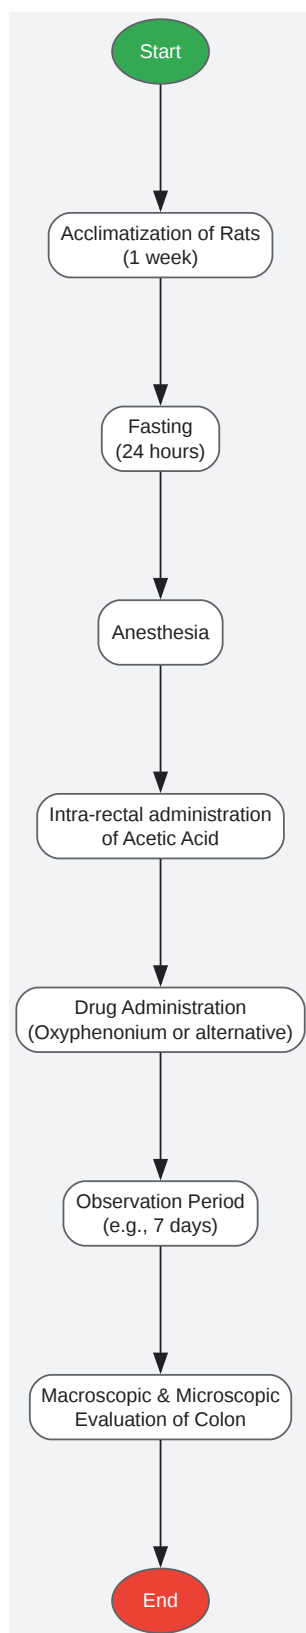 Start
Acclimatization of Rats
(1 week)
Fasting
(24 hours)
Anesthesia
Intra-rectal administration
of Acetic Acid
Drug Administration
(Oxyphenonium or alternative)
Observation Period
(e.g., 7 days)
Macroscopic & Microscopic
Evaluation of Colon
End